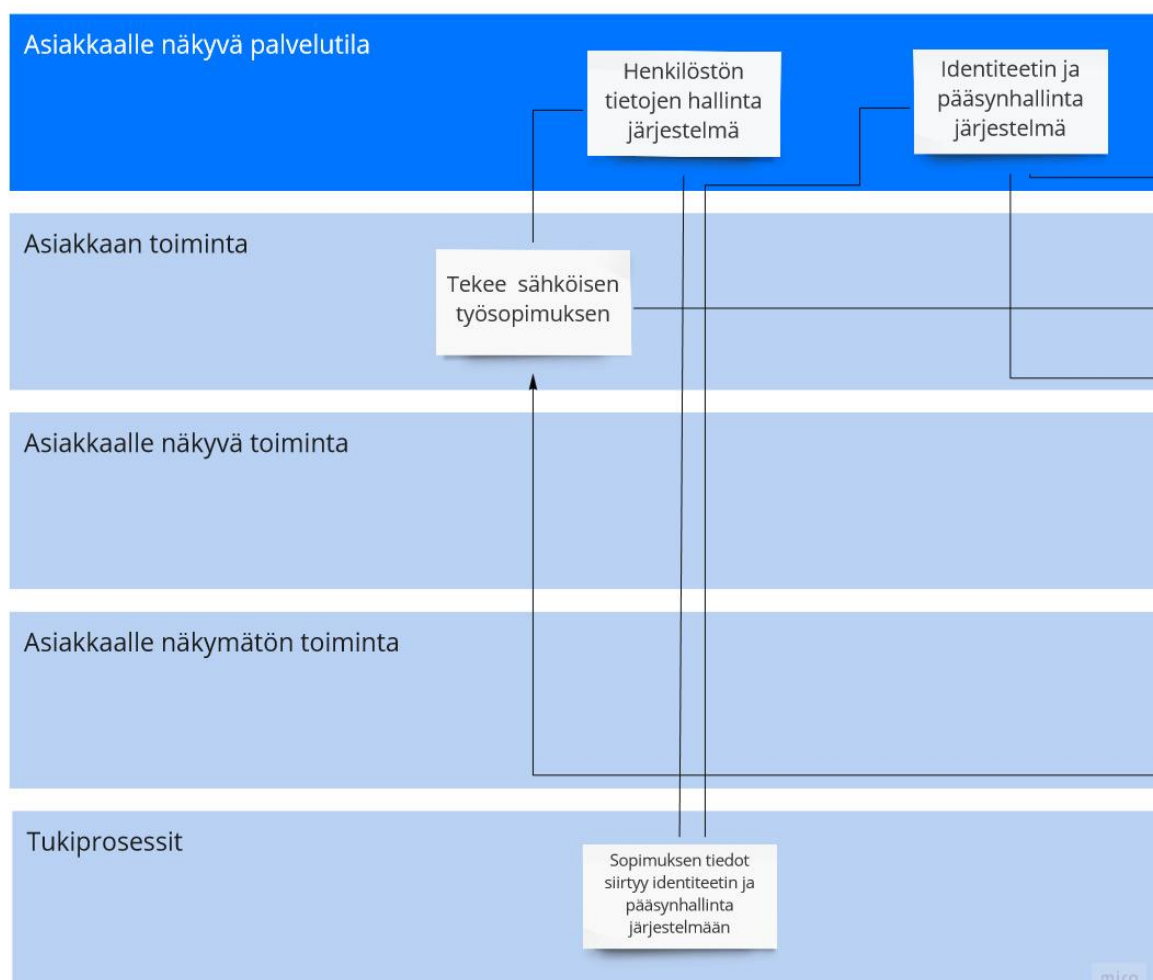 Asiakkaalle näkyvä palvelutila
Henkilöstön
tietojen hallinta
järjestelmä
Identiteetin ja
pääsynhallinta
järjestelmä
Asiakkaan toiminta
Tekee sähköisen
työsopimuksen
Asiakkaalle näkyvä toiminta
Asiakkaalle näkymätön toiminta
Tukiprosessit
Sopimuksen tiedot
siirtyy identiteetin ja
pääsynhallinta
järjestelmään
miro